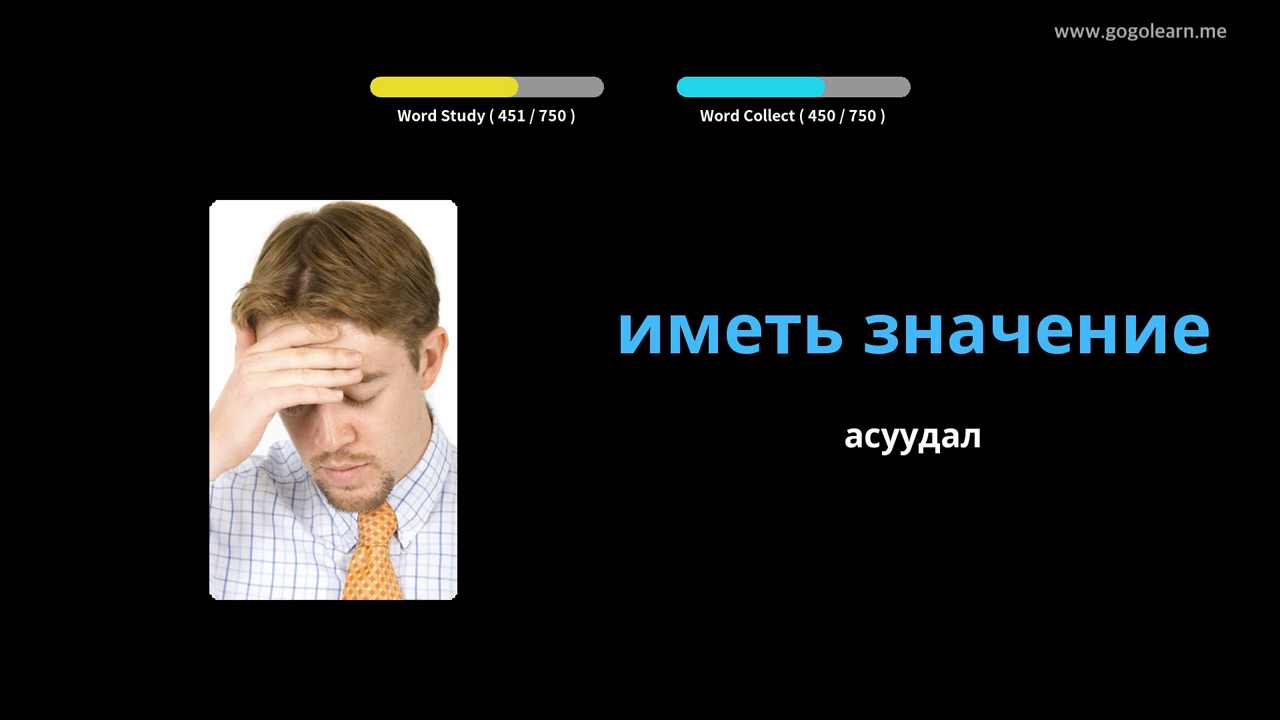 www.gogolearn.me
Word Study ( 451 / 750 )
Word Collect ( 450 / 750 )
иметь значение
асуудал